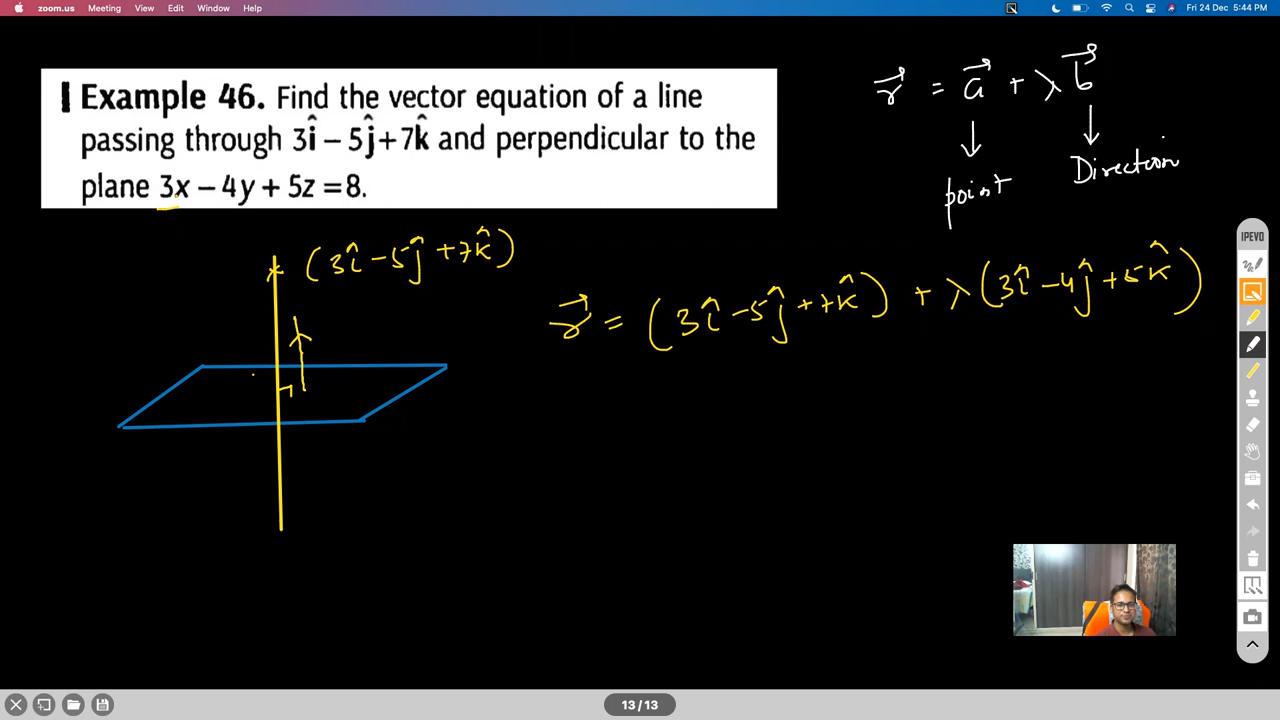 zoom.us Meeting View Edit Window Help Fri 24 Dec 5:44 PM
Example 46. Find the vector equation of a line
passing through 3î − 5ĵ + 7k̂ and perpendicular to the
plane 3x − 4y + 5z = 8.
r⃗ = a⃗ + λ b⃗
point
Direction
(3î − 5ĵ + 7k̂)
r⃗ = (3î − 5ĵ + 7k̂) + λ(3î − 4ĵ + 5k̂)
IPEVO
13/13